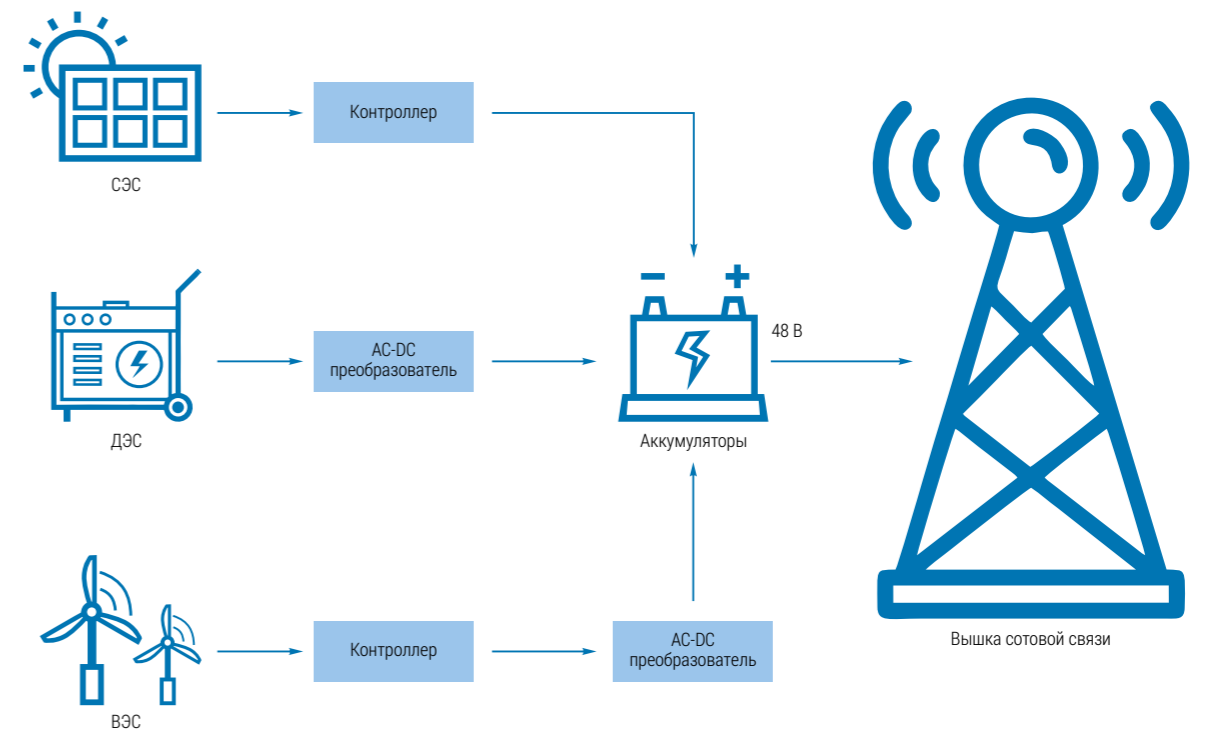 Контроллер
СЭС
AC-DC
преобразователь
ДЭС
48 В
Аккумуляторы
Контроллер
AC-DC
преобразователь
ВЭС
Вышка сотовой связи